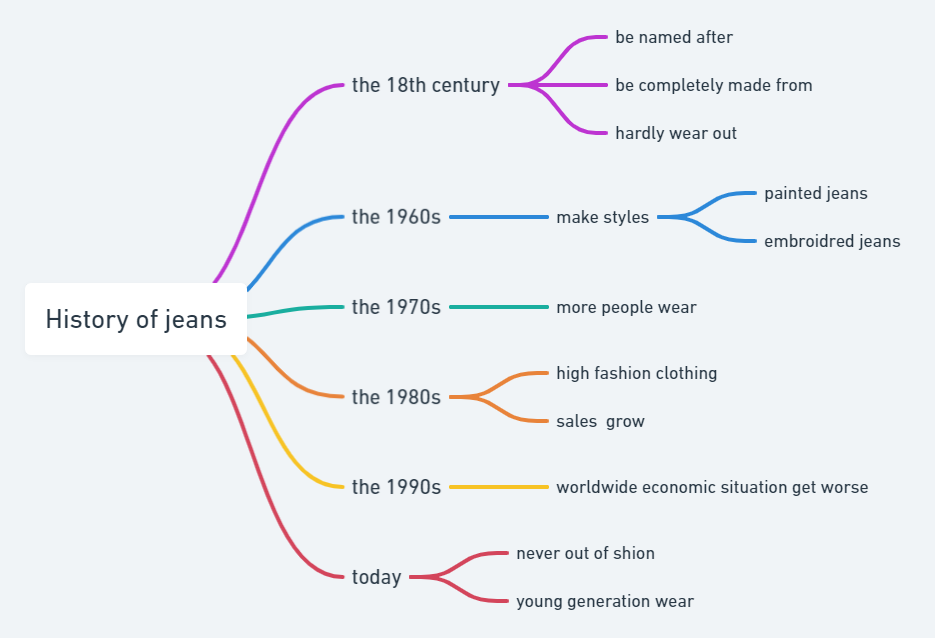 History of jeans
the 18th century
be named after
be completely made from
hardly wear out
the 1960s
make styles
painted jeans
embroidred jeans
the 1970s
more people wear
the 1980s
high fashion clothing
sales  grow
the 1990s
worldwide economic situation get worse
today
never out of shion
young generation wear